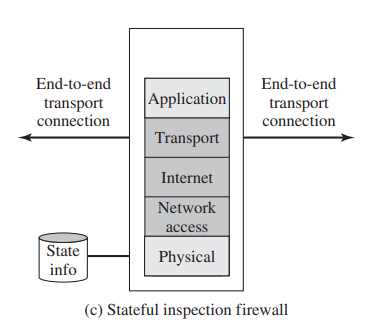 End-to-end
transport
connection
End-to-end
transport
connection
Application
Transport
Internet
Network
access
Physical
State
info
(c) Stateful inspection firewall